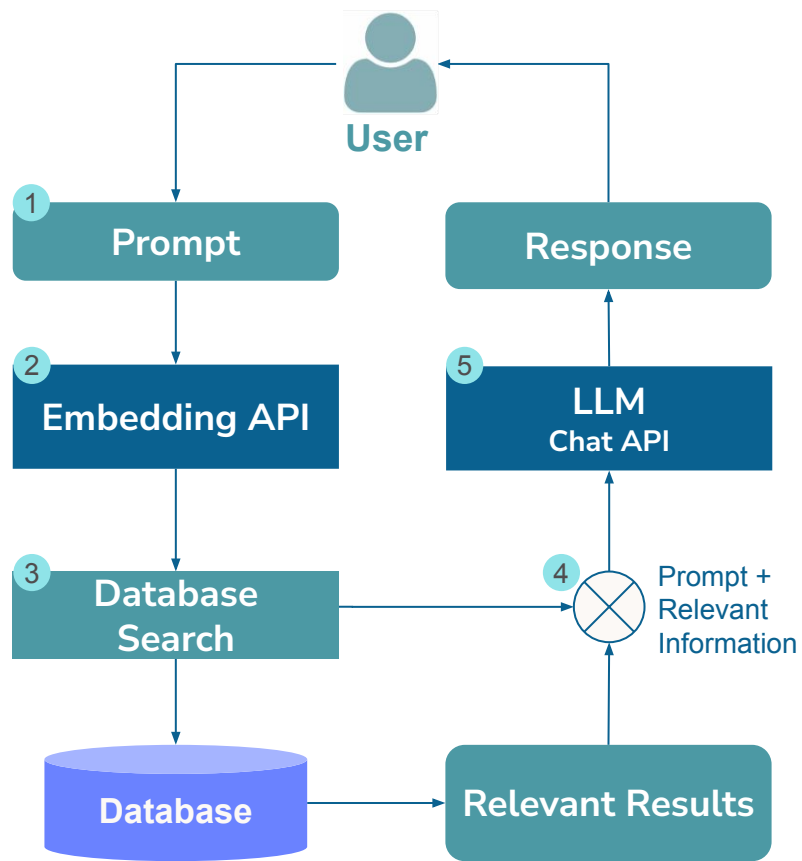 User
1
Prompt
2
Embedding API
3
Database
Search
Database
Relevant Results
4
Prompt +
Relevant
Information
5
LLM
Chat API
Response